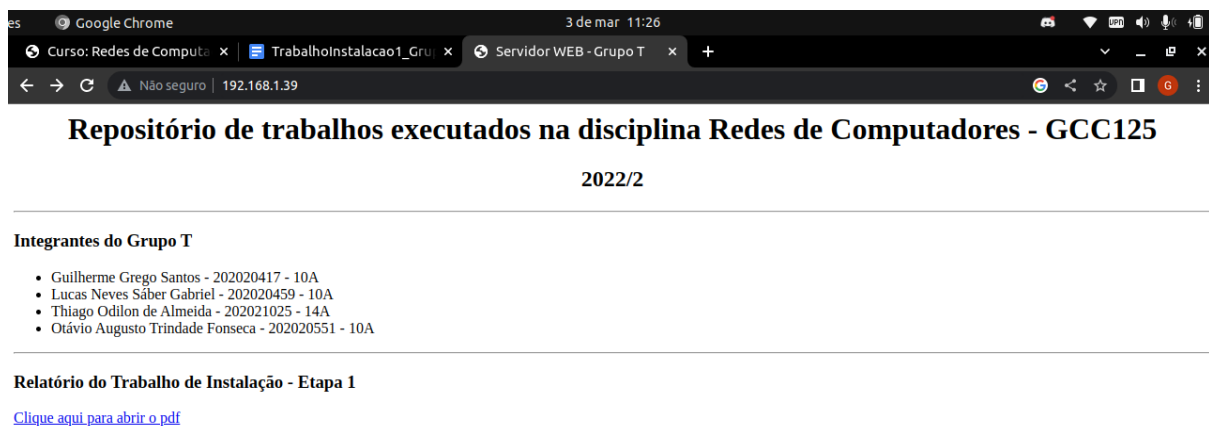 es Google Chrome 3 de mar 11:26
Curso: Redes de Computa TrabalhoInstalacao1_Gru Servidor WEB - Grupo T
Não seguro 192.168.1.39 G
Repositório de trabalhos executados na disciplina Redes de Computadores - GCC125
2022/2
Integrantes do Grupo T
Guilherme Grego Santos - 202020417 - 10A
Lucas Neves Sáber Gabriel - 202020459 - 10A
Thiago Odilon de Almeida - 202021025 - 14A
Otávio Augusto Trindade Fonseca - 202020551 - 10A
Relatório do Trabalho de Instalação - Etapa 1
Clique aqui para abrir o pdf